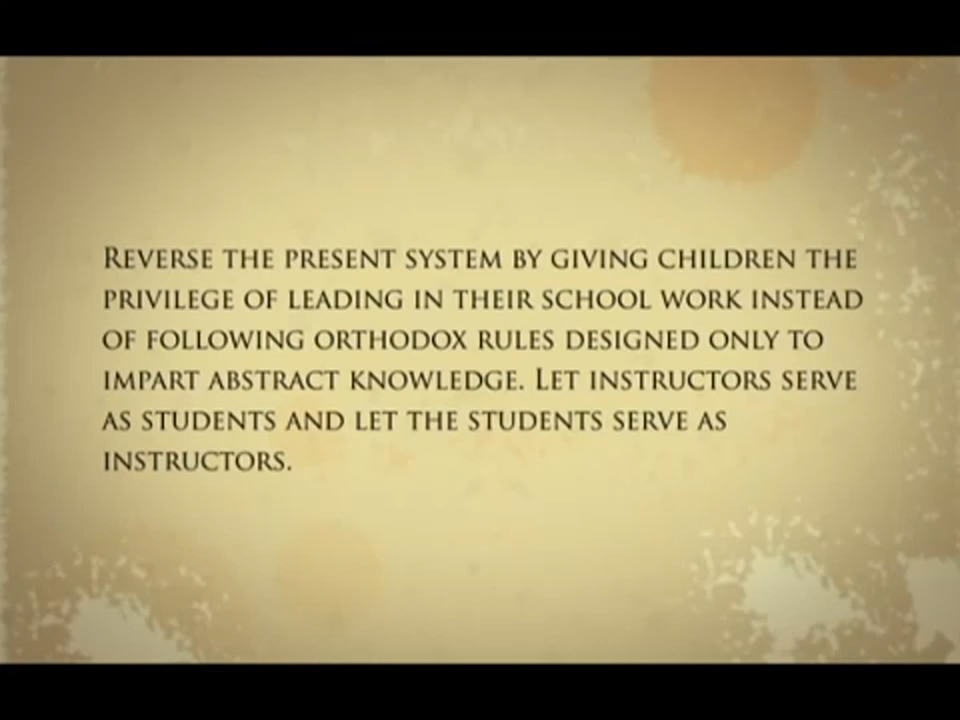 Reverse the present system by giving children the
privilege of leading in their school work instead
of following orthodox rules designed only to
impart abstract knowledge. Let instructors serve
as students and let the students serve as
instructors.